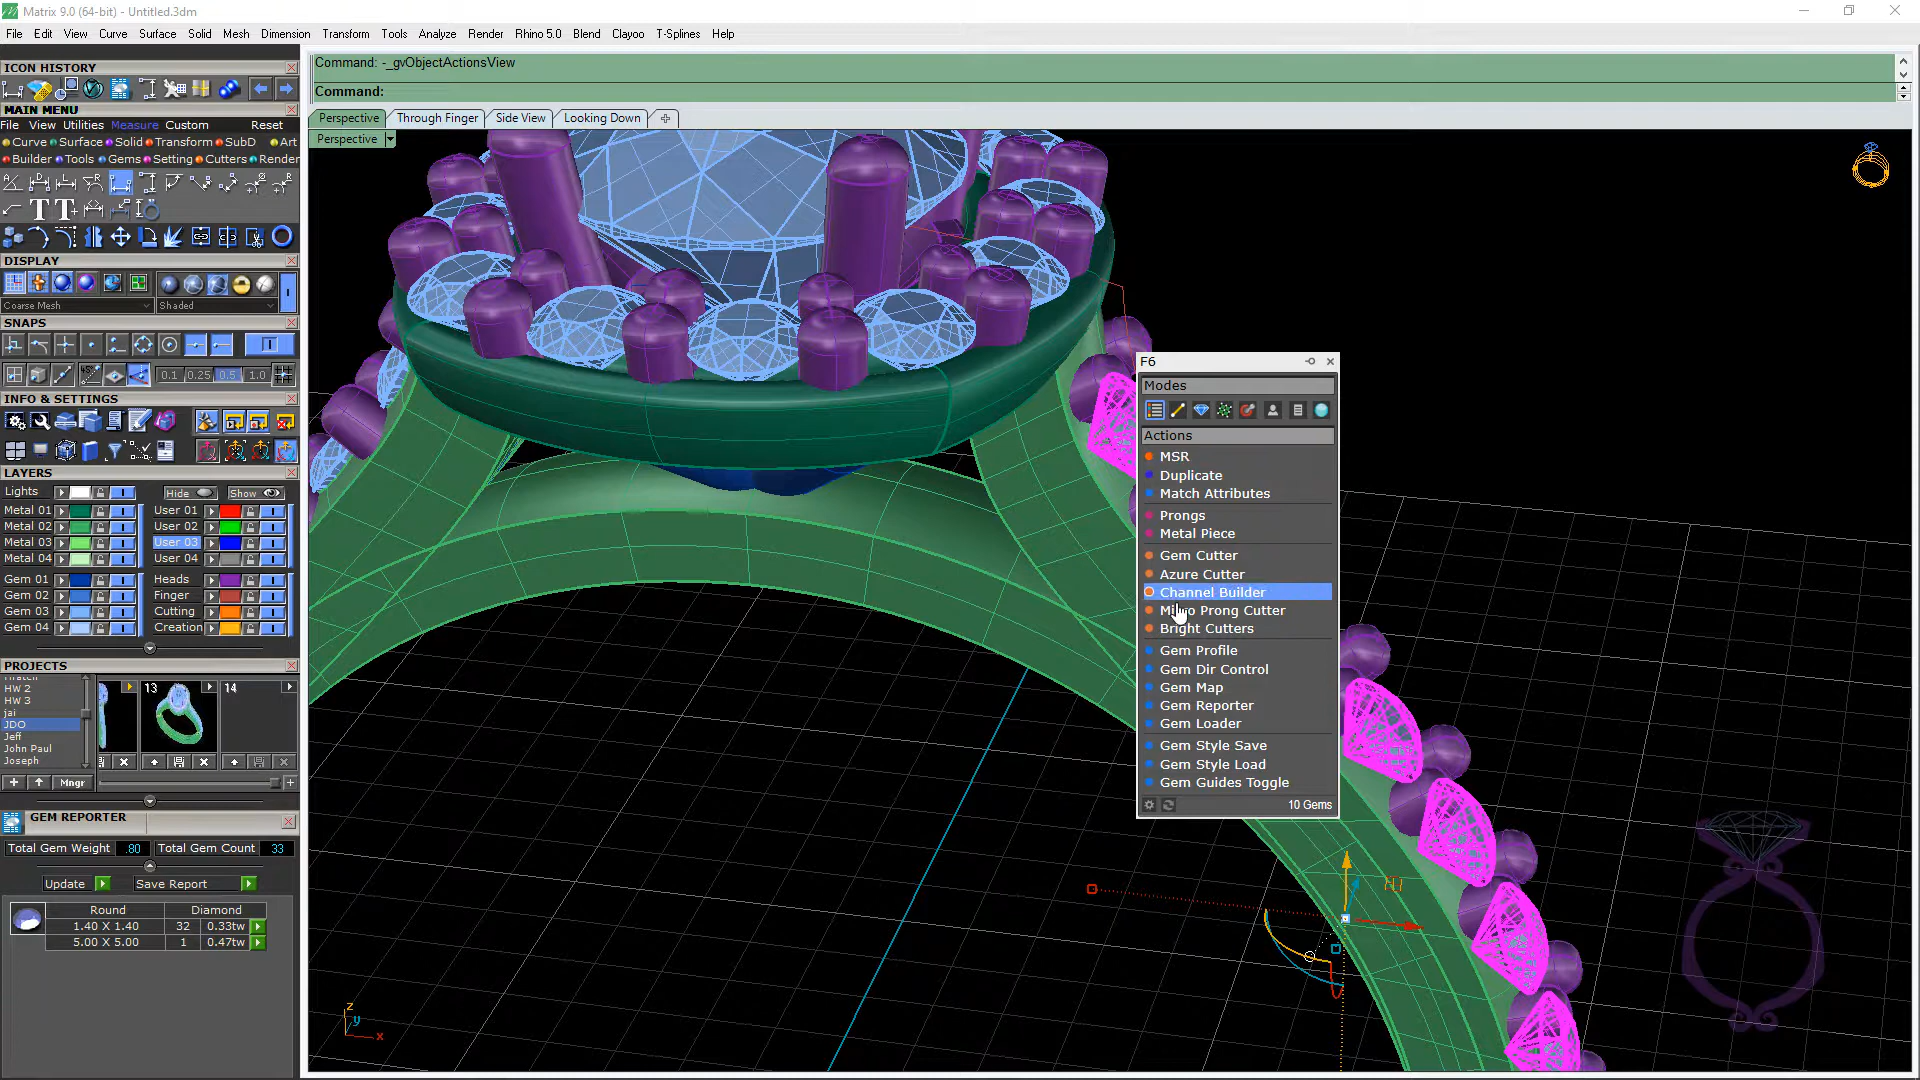 Matrix 9.0 (64-bit) - Untitled.3dm
File Edit View Curve Surface Solid Mesh Dimension Transform Tools Analyze Render Rhino 5.0 Blend Clayoo T-Splines Help
ICON HISTORY
MAIN MENU
File View Utilities Measure Custom Reset
Curve Surface Solid Transform SubD Art
Builder Tools Gems Setting Cutters Render
DISPLAY
Coarse Mesh Shaded
SNAPS
0.1 0.25 0.5 1.0
INFO & SETTINGS
LAYERS
Lights Hide Show
Metal 01 User 01
Metal 02 User 02
Metal 03 User 03
Metal 04 User 04
Gem 01 Heads
Gem 02 Finger
Gem 03 Cutting
Gem 04 Creation
PROJECTS
HW 2
HW 3
jai
JDO
Jeff
John Paul
Joseph
13 14
Mngr
GEM REPORTER
Total Gem Weight .80 Total Gem Count 33
Update Save Report
Round Diamond
1.40 X 1.40 32 0.33tw
5.00 X 5.00 1 0.47tw
Command: -_gvObjectActionsView
Command:
Perspective Through Finger Side View Looking Down
Perspective
F6
Modes
Actions
MSR
Duplicate
Match Attributes
Prongs
Metal Piece
Gem Cutter
Azure Cutter
Channel Builder
Micro Prong Cutter
Bright Cutters
Gem Profile
Gem Dir Control
Gem Map
Gem Reporter
Gem Loader
Gem Style Save
Gem Style Load
Gem Guides Toggle
10 Gems
z
y
x